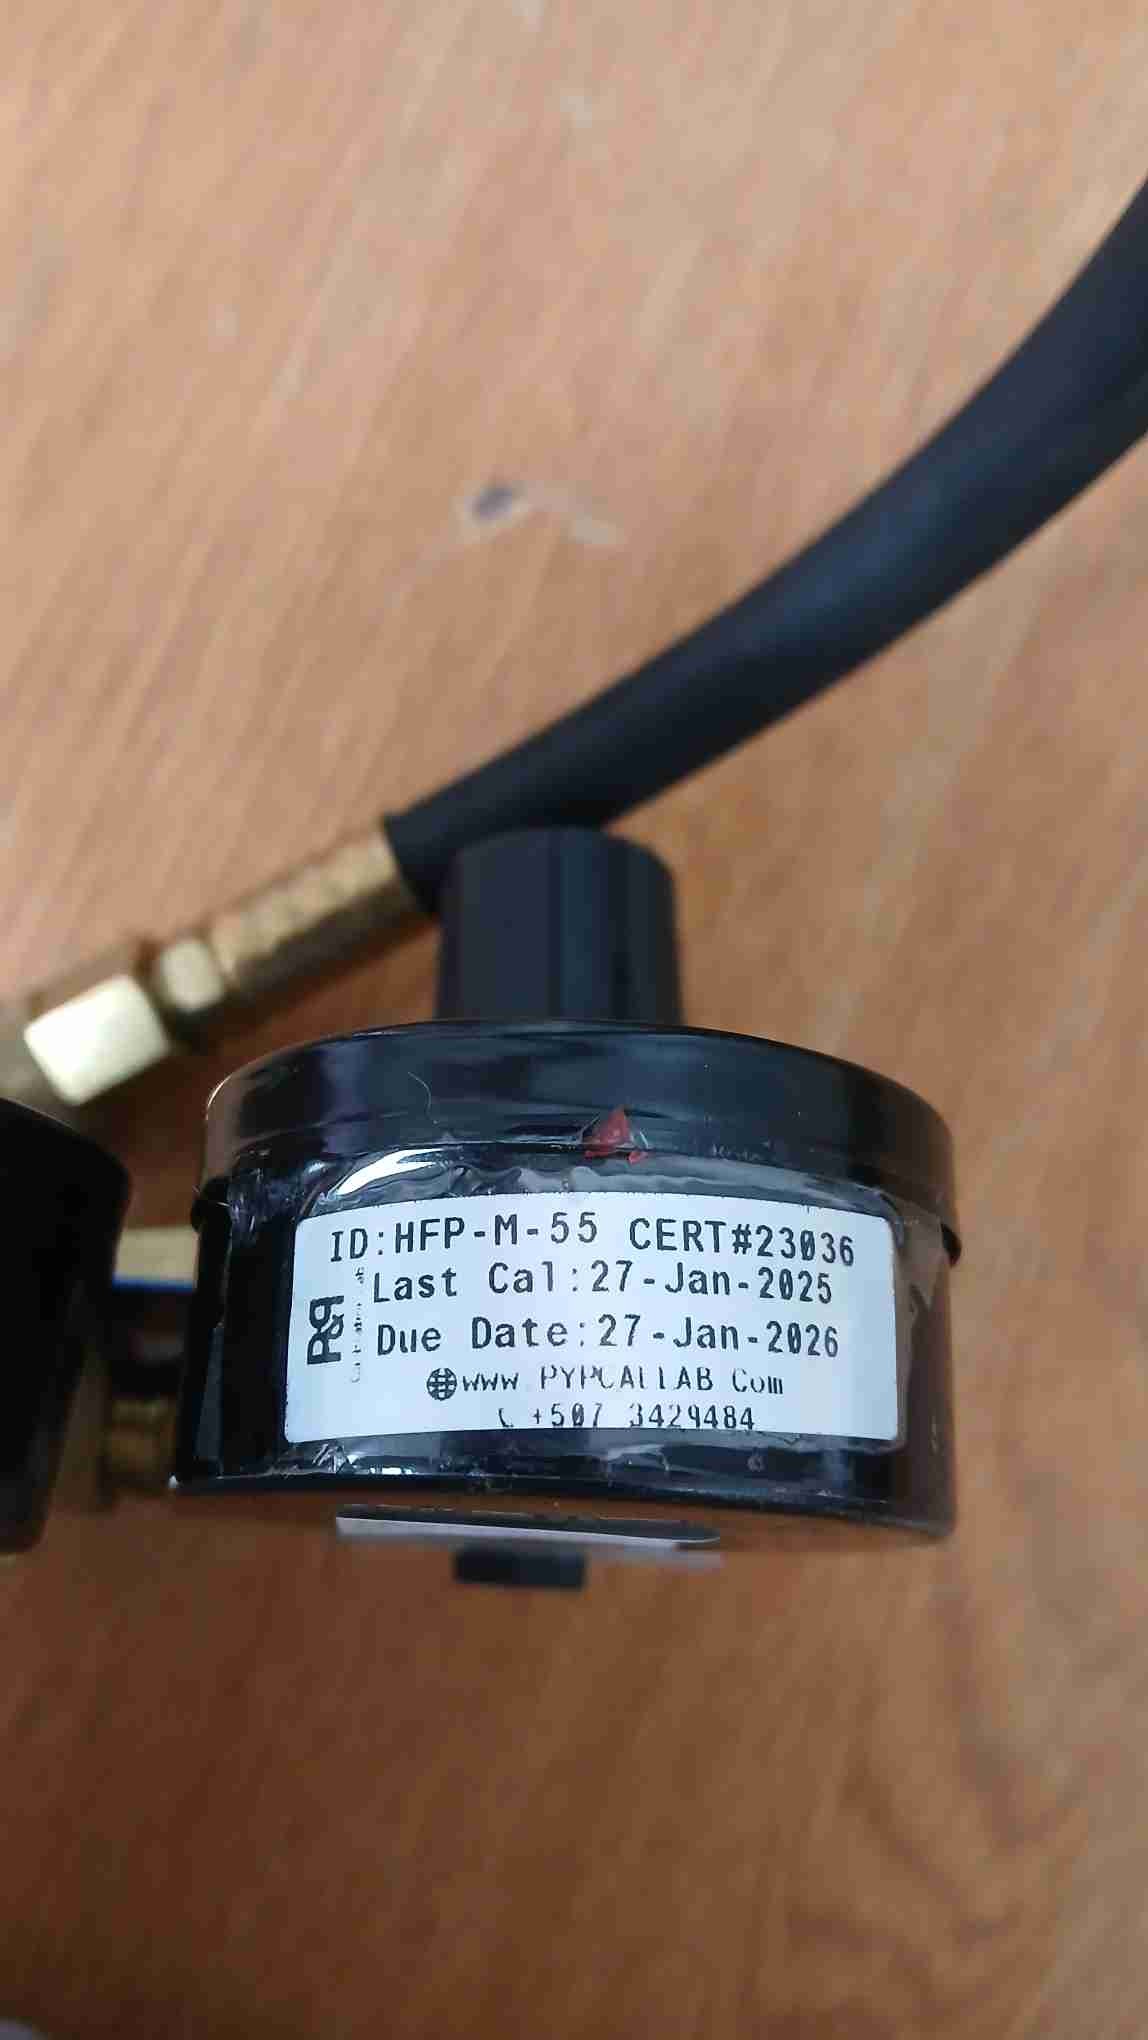 ID:HFP-M-55 CERT#23036
Last Cal:27-Jan-2025
Due Date:27-Jan-2026
www.PYPCALLAB.Com
+507 3429484
P&P